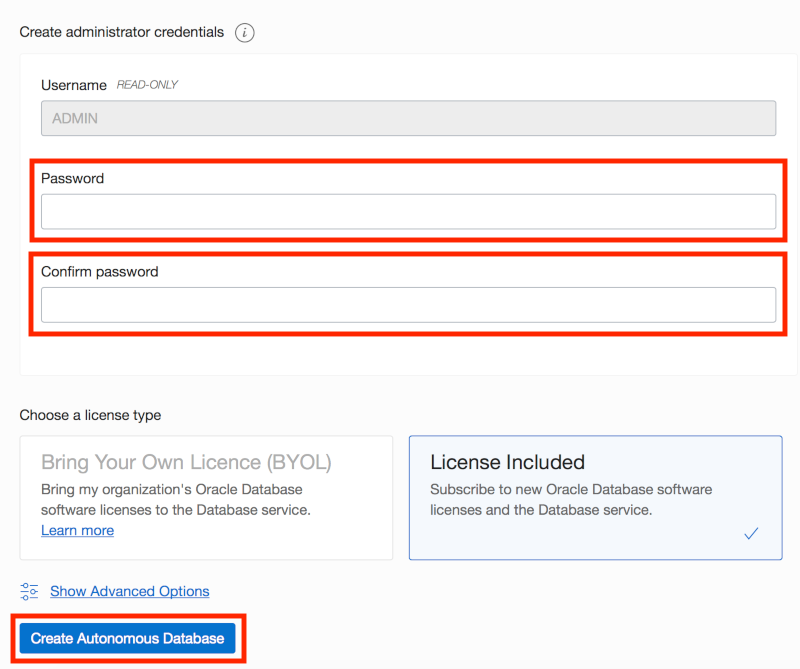 Create administrator credentials i
Username READ-ONLY
ADMIN
Password
Confirm password
Choose a license type
Bring Your Own Licence (BYOL)
Bring my organization's Oracle Database
software licenses to the Database service.
Learn more
License Included
Subscribe to new Oracle Database software
licenses and the Database service.
Show Advanced Options
Create Autonomous Database